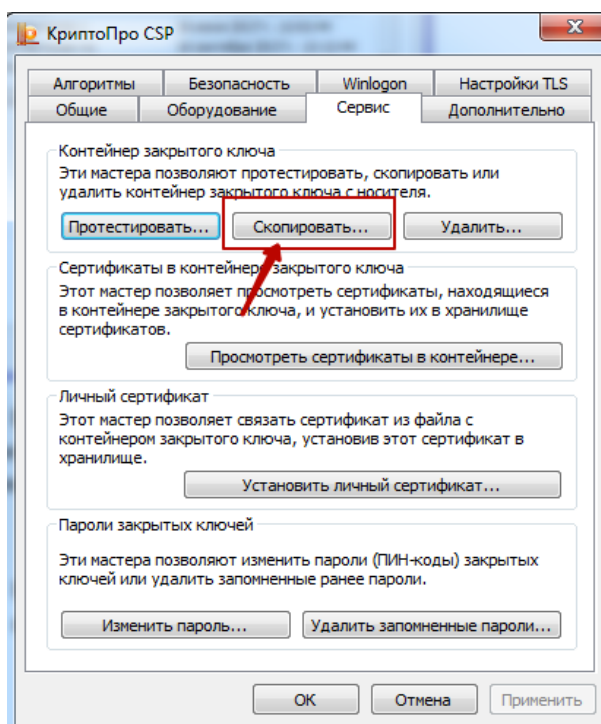 КриптоПро CSP
Алгоритмы Безопасность Winlogon Настройки TLS
Общие Оборудование Сервис Дополнительно
Контейнер закрытого ключа
Эти мастера позволяют протестировать, скопировать или
удалить контейнер закрытого ключа с носителя.
Протестировать... Скопировать... Удалить...
Сертификаты в контейнере закрытого ключа
Этот мастер позволяет просмотреть сертификаты, находящиеся
в контейнере закрытого ключа, и установить их в хранилище
сертификатов.
Просмотреть сертификаты в контейнере...
Личный сертификат
Этот мастер позволяет связать сертификат из файла с
контейнером закрытого ключа, установив этот сертификат в
хранилище.
Установить личный сертификат...
Пароли закрытых ключей
Эти мастера позволяют изменить пароли (ПИН-коды) закрытых
ключей или удалить запомненные ранее пароли.
Изменить пароль... Удалить запомненные пароли...
ОК Отмена Применить